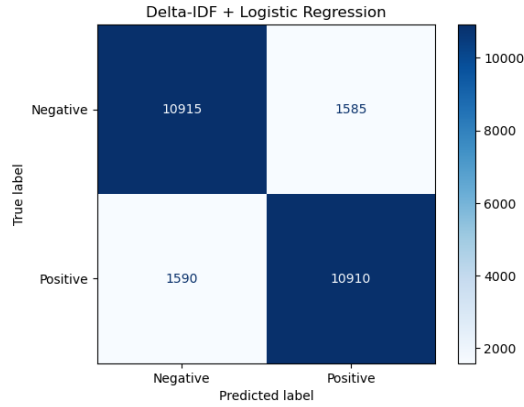 Delta-IDF + Logistic Regression
True label
Negative
10915
1585
Positive
1590
10910
Negative
Positive
Predicted label
10000
8000
6000
4000
2000